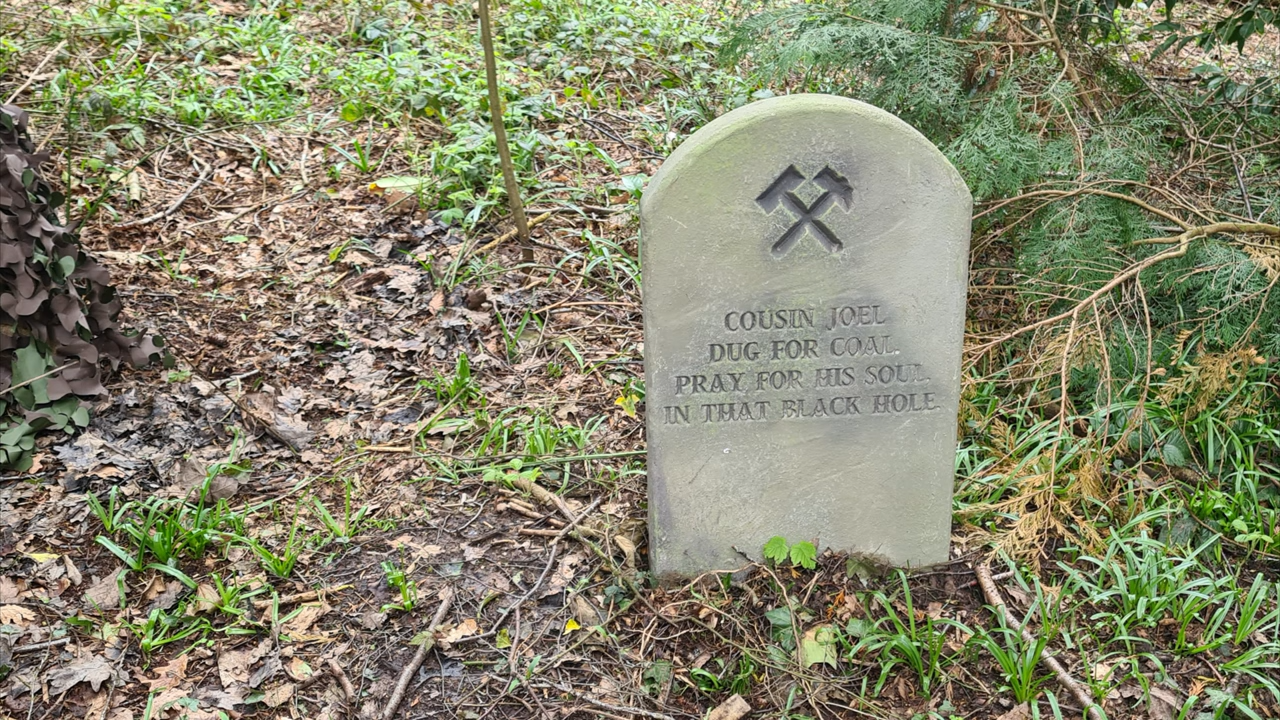 COUSIN JOEL
DUG FOR COAL.
PRAY FOR HIS SOUL
IN THAT BLACK HOLE.